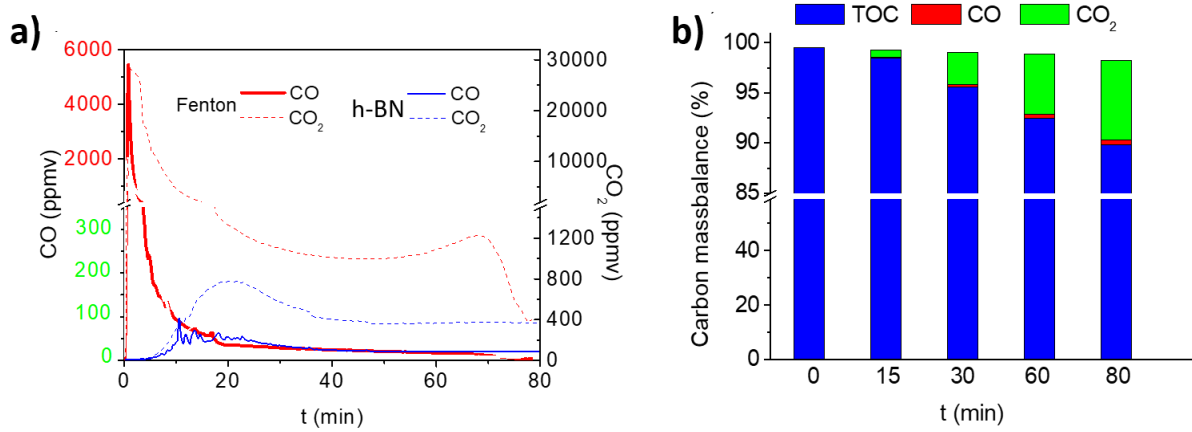 a)
6000
4000
2000
300
200
100
0
CO (ppmv)
Fenton
CO
CO₂
h-BN
CO
CO₂
30000
20000
10000
0
1200
800
400
0
CO₂ (ppmv)
0 20 40 60 80
t (min)
b)
TOC CO CO₂
100
95
90
85
40
20
0
Carbon massbalance (%)
0 15 30 60 80
t (min)